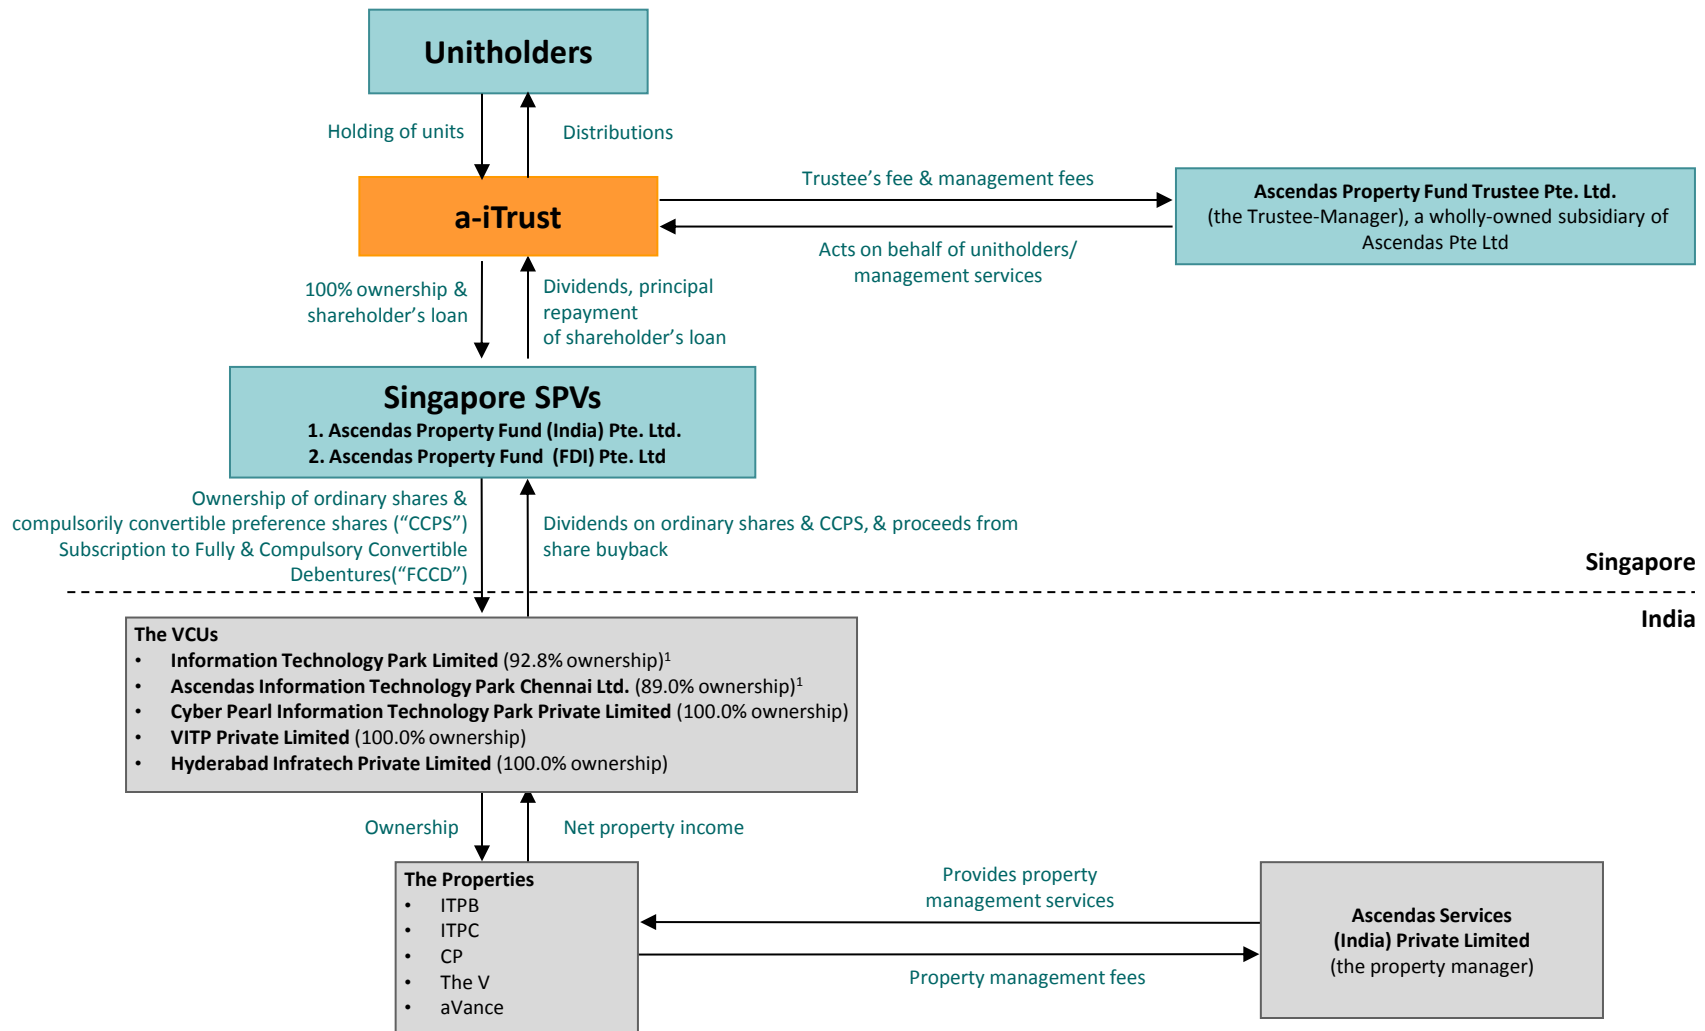 Unitholders
Holding of units
Distributions
a-iTrust
Trustee’s fee & management fees
Acts on behalf of unitholders/
management services
Ascendas Property Fund Trustee Pte. Ltd.
(the Trustee-Manager), a wholly-owned subsidiary of
Ascendas Pte Ltd
100% ownership &
shareholder’s loan
Dividends, principal
repayment
of shareholder’s loan
Singapore SPVs
1. Ascendas Property Fund (India) Pte. Ltd.
2. Ascendas Property Fund (FDI) Pte. Ltd
Ownership of ordinary shares &
compulsorily convertible preference shares (“CCPS”)
Subscription to Fully & Compulsory Convertible
Debentures(“FCCD”)
Dividends on ordinary shares & CCPS, & proceeds from
share buyback
Singapore
India
The VCUs
• Information Technology Park Limited (92.8% ownership)¹
• Ascendas Information Technology Park Chennai Ltd. (89.0% ownership)¹
• Cyber Pearl Information Technology Park Private Limited (100.0% ownership)
• VITP Private Limited (100.0% ownership)
• Hyderabad Infratech Private Limited (100.0% ownership)
Ownership
Net property income
The Properties
• ITPB
• ITPC
• CP
• The V
• aVance
Provides property
management services
Property management fees
Ascendas Services
(India) Private Limited
(the property manager)